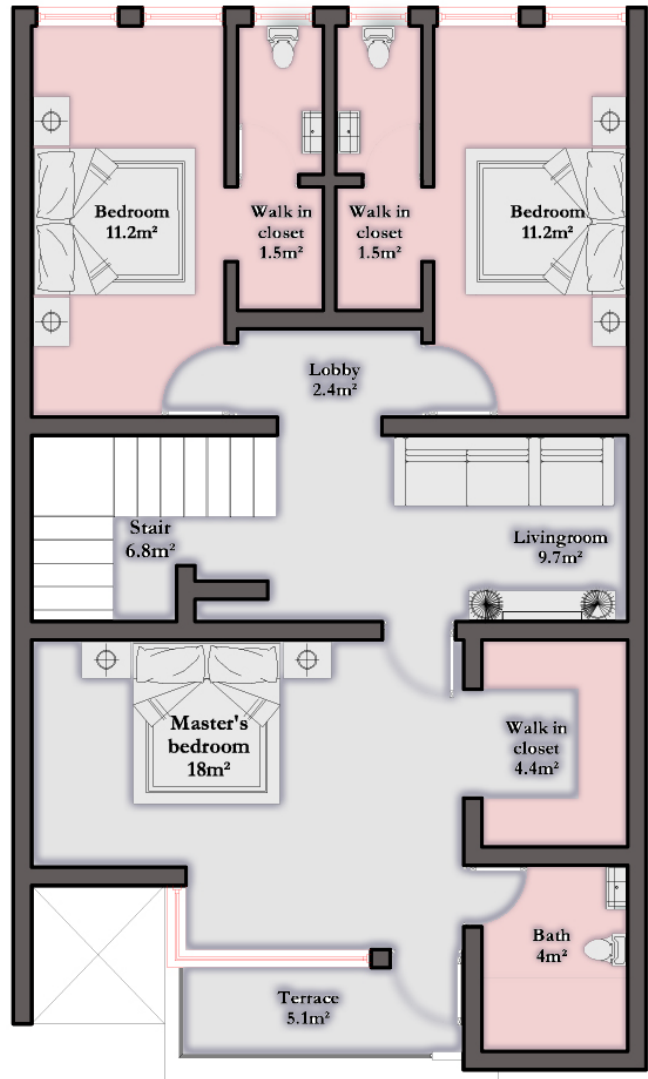 Bedroom
11.2m²
Walk in
closet
1.5m²
Walk in
closet
1.5m²
Bedroom
11.2m²
Lobby
2.4m²
Stair
6.8m²
Livingroom
9.7m²
Master's
bedroom
18m²
Walk in
closet
4.4m²
Bath
4m²
Terrace
5.1m²